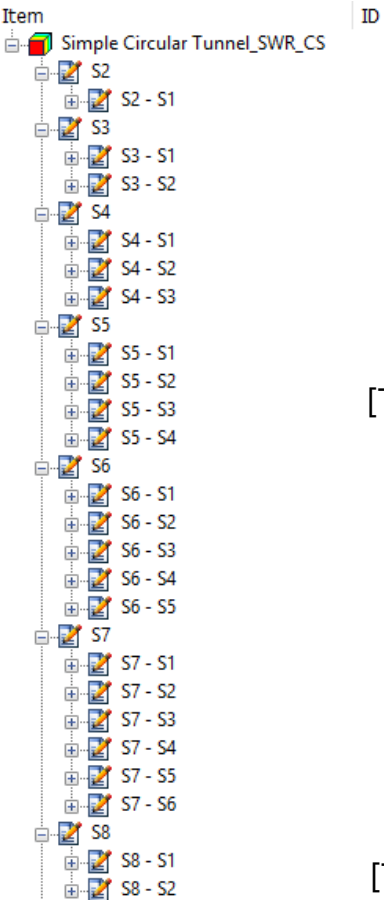 Item ID
Simple Circular Tunnel_SWR_CS
S2
S2 - S1
S3
S3 - S1
S3 - S2
S4
S4 - S1
S4 - S2
S4 - S3
S5
S5 - S1
S5 - S2
S5 - S3
S5 - S4
S6
S6 - S1
S6 - S2
S6 - S3
S6 - S4
S6 - S5
S7
S7 - S1
S7 - S2
S7 - S3
S7 - S4
S7 - S5
S7 - S6
S8
S8 - S1
S8 - S2